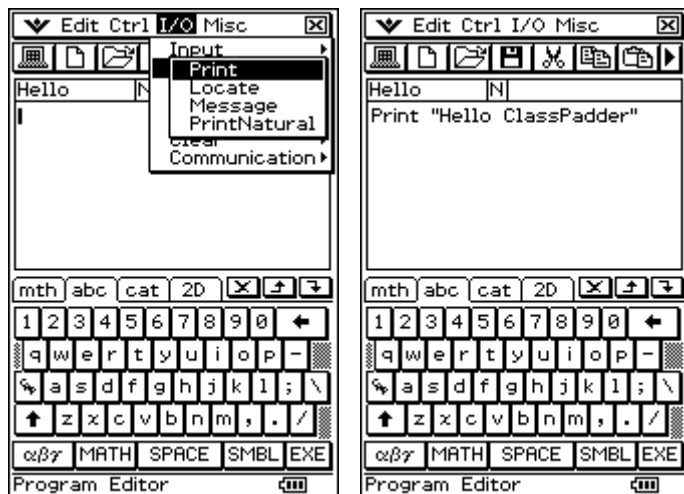 Edit Ctrl I/O Misc
Input
Print
Locate
Message
PrintNatural
Clear
Communication
Hello N
mth abc cat 2D
1 2 3 4 5 6 7 8 9 0
q w e r t y u i o p -
a s d f g h j k l ; \
z x c v b n m , . /
αβγ MATH SPACE SMBL EXE
Program Editor
Edit Ctrl I/O Misc
Hello N
Print "Hello ClassPadder"
mth abc cat 2D
1 2 3 4 5 6 7 8 9 0
q w e r t y u i o p -
a s d f g h j k l ; \
z x c v b n m , . /
αβγ MATH SPACE SMBL EXE
Program Editor